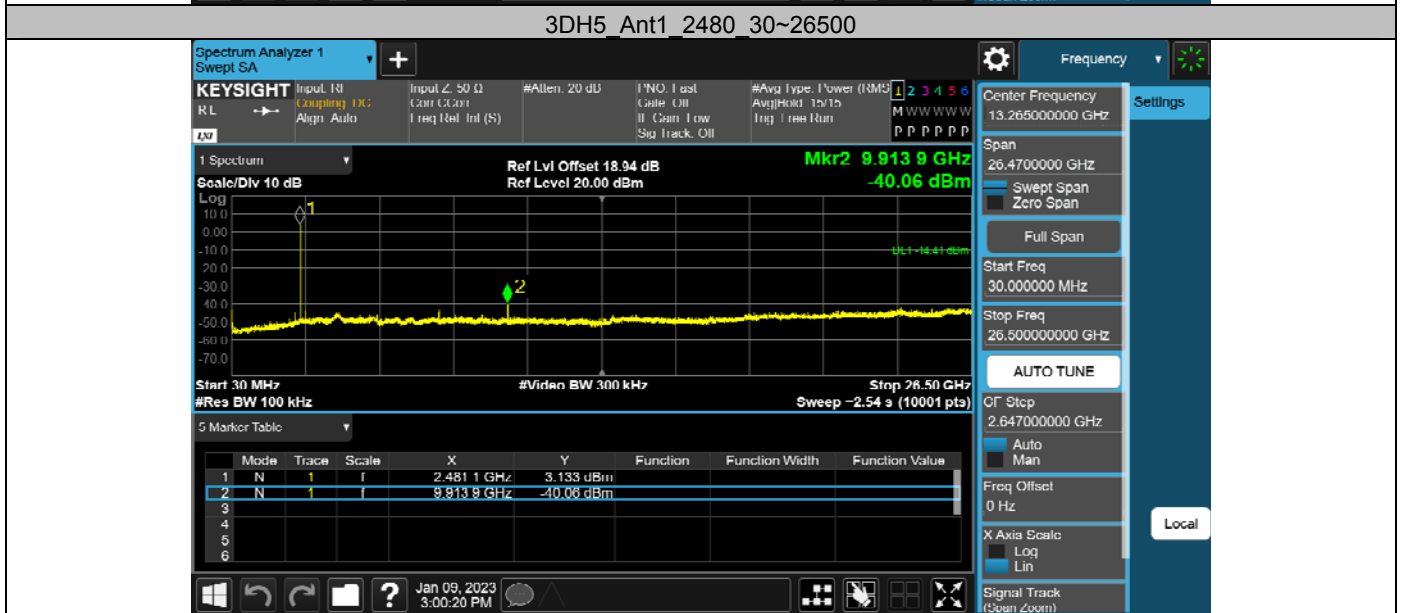 3DH5_Ant1_2480_30~26500
Spectrum Analyzer 1
Swept SA
+
Frequency
KEYSIGHT
RL
LXI
Input: RF
Coupling: DC
Align: Auto
Input Z: 50 Ω
Corr CCorr
Freq Ref: Int (S)
#Atten: 20 dB
PNO: Fast
Gate: Off
IF Gain: Low
Sig Track: Off
#Avg Type: Power (RMS
Avg|Hold: 15/15
Trig: Free Run
1 2 3 4 5 6
M W W W W W
P P P P P P
Center Frequency
13.265000000 GHz
Settings
1 Spectrum
Scale/Div 10 dB
Ref Lvl Offset 18.94 dB
Ref Level 20.00 dBm
Mkr2 9.913 9 GHz
-40.06 dBm
Span
26.4700000 GHz
Swept Span
Zero Span
Full Span
Start Freq
30.000000 MHz
Stop Freq
26.500000000 GHz
AUTO TUNE
CF Step
2.647000000 GHz
Auto
Man
Freq Offset
0 Hz
X Axis Scale
Log
Lin
Signal Track
(Span Zoom)
Local
Log
10.0
0.00
-10.0
-20.0
-30.0
-40.0
-50.0
-60.0
-70.0
1
2
DL1 -14.41 dBm
Start 30 MHz
#Res BW 100 kHz
#Video BW 300 kHz
Stop 26.50 GHz
Sweep ~2.54 s (10001 pts)
5 Marker Table
Mode Trace Scale X Y Function Function Width Function Value
1 N 1 f 2.481 1 GHz 3.133 dBm
2 N 1 f 9.913 9 GHz -40.06 dBm
3
4
5
6
?
Jan 09, 2023
3:00:20 PM